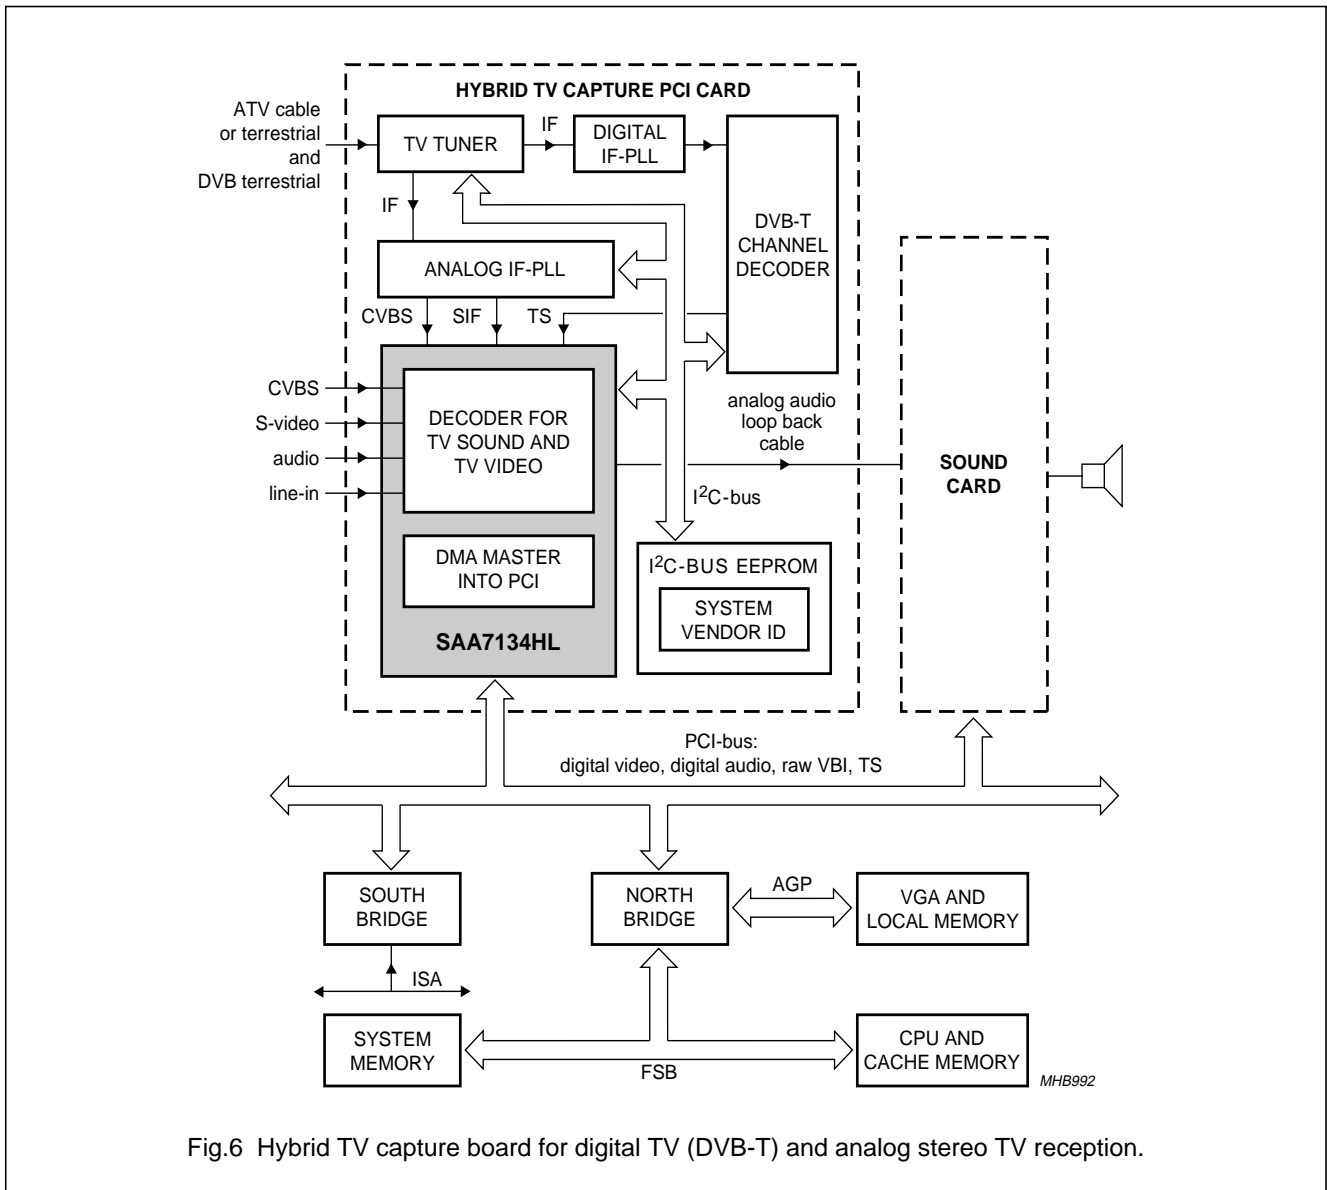 HYBRID TV CAPTURE PCI CARD
ATV cable
or terrestrial
and
DVB terrestrial
TV TUNER
IF
DIGITAL
IF-PLL
IF
DVB-T
CHANNEL
DECODER
ANALOG IF-PLL
CVBS
SIF
TS
CVBS
S-video
audio
line-in
DECODER FOR
TV SOUND AND
TV VIDEO
analog audio
loop back
cable
SOUND
CARD
I²C-bus
DMA MASTER
INTO PCI
SAA7134HL
I²C-BUS EEPROM
SYSTEM
VENDOR ID
PCI-bus:
digital video, digital audio, raw VBI, TS
SOUTH
BRIDGE
NORTH
BRIDGE
AGP
VGA AND
LOCAL MEMORY
ISA
SYSTEM
MEMORY
FSB
CPU AND
CACHE MEMORY
MHB992
Fig.6 Hybrid TV capture board for digital TV (DVB-T) and analog stereo TV reception.